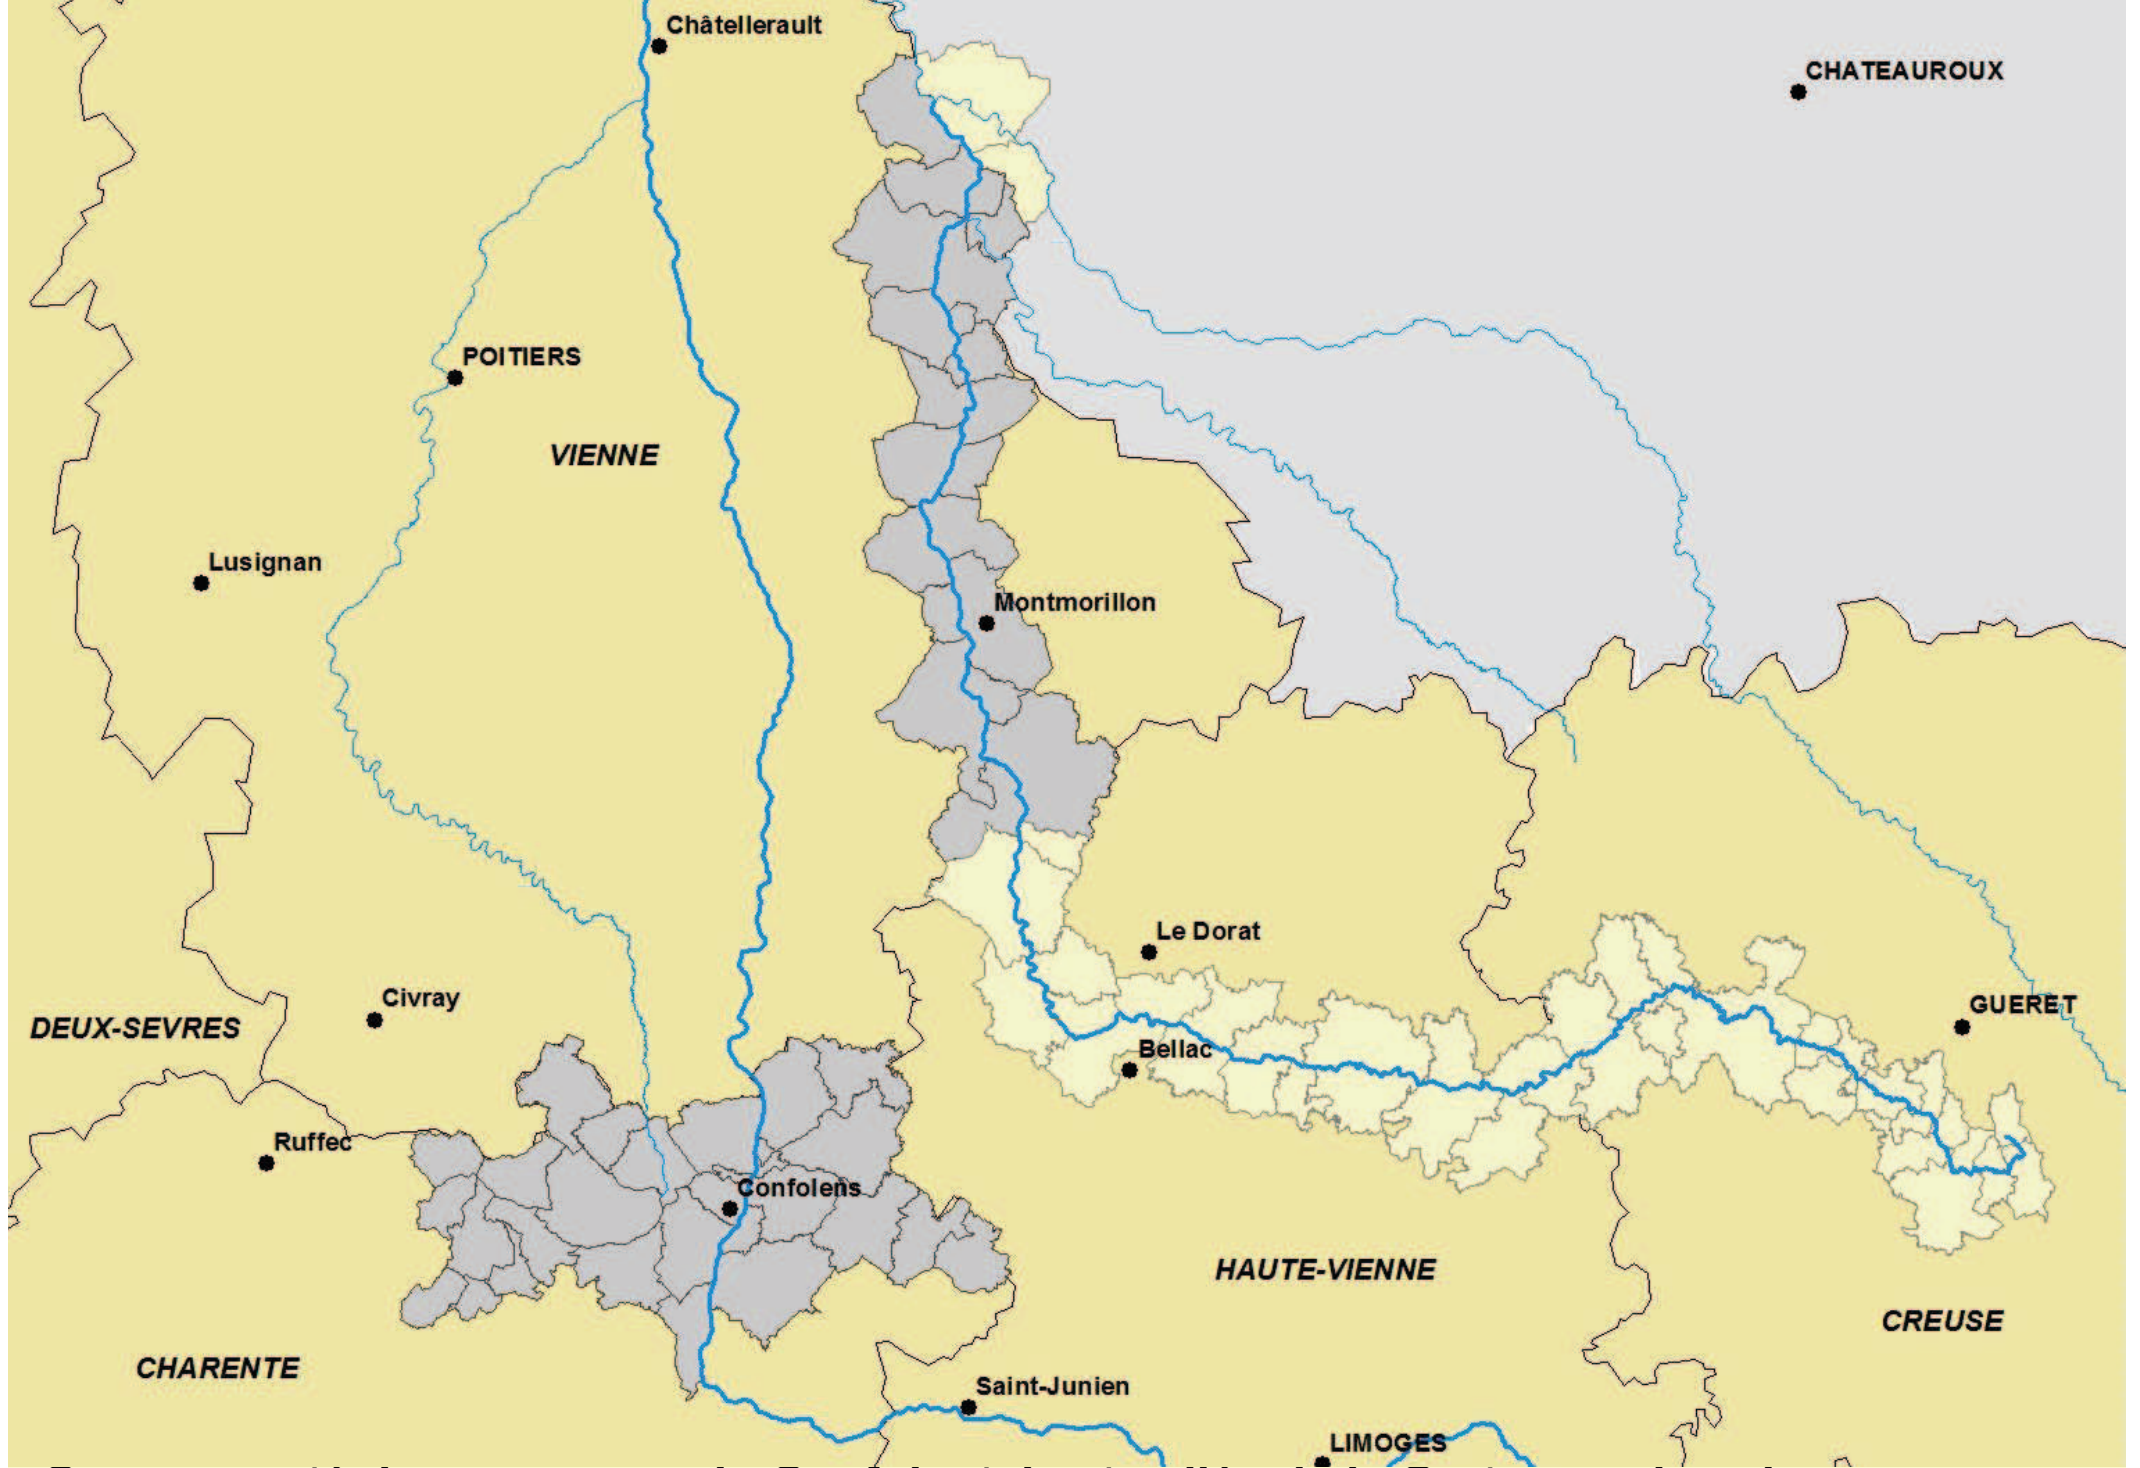 Châtellerault
CHATEAUROUX
POITIERS
VIENNE
Lusignan
Montmorillon
Le Dorat
Civray
GUERET
DEUX-SEVRES
Bellac
Ruffec
Confolens
HAUTE-VIENNE
CREUSE
CHARENTE
Saint-Junien
LIMOGES